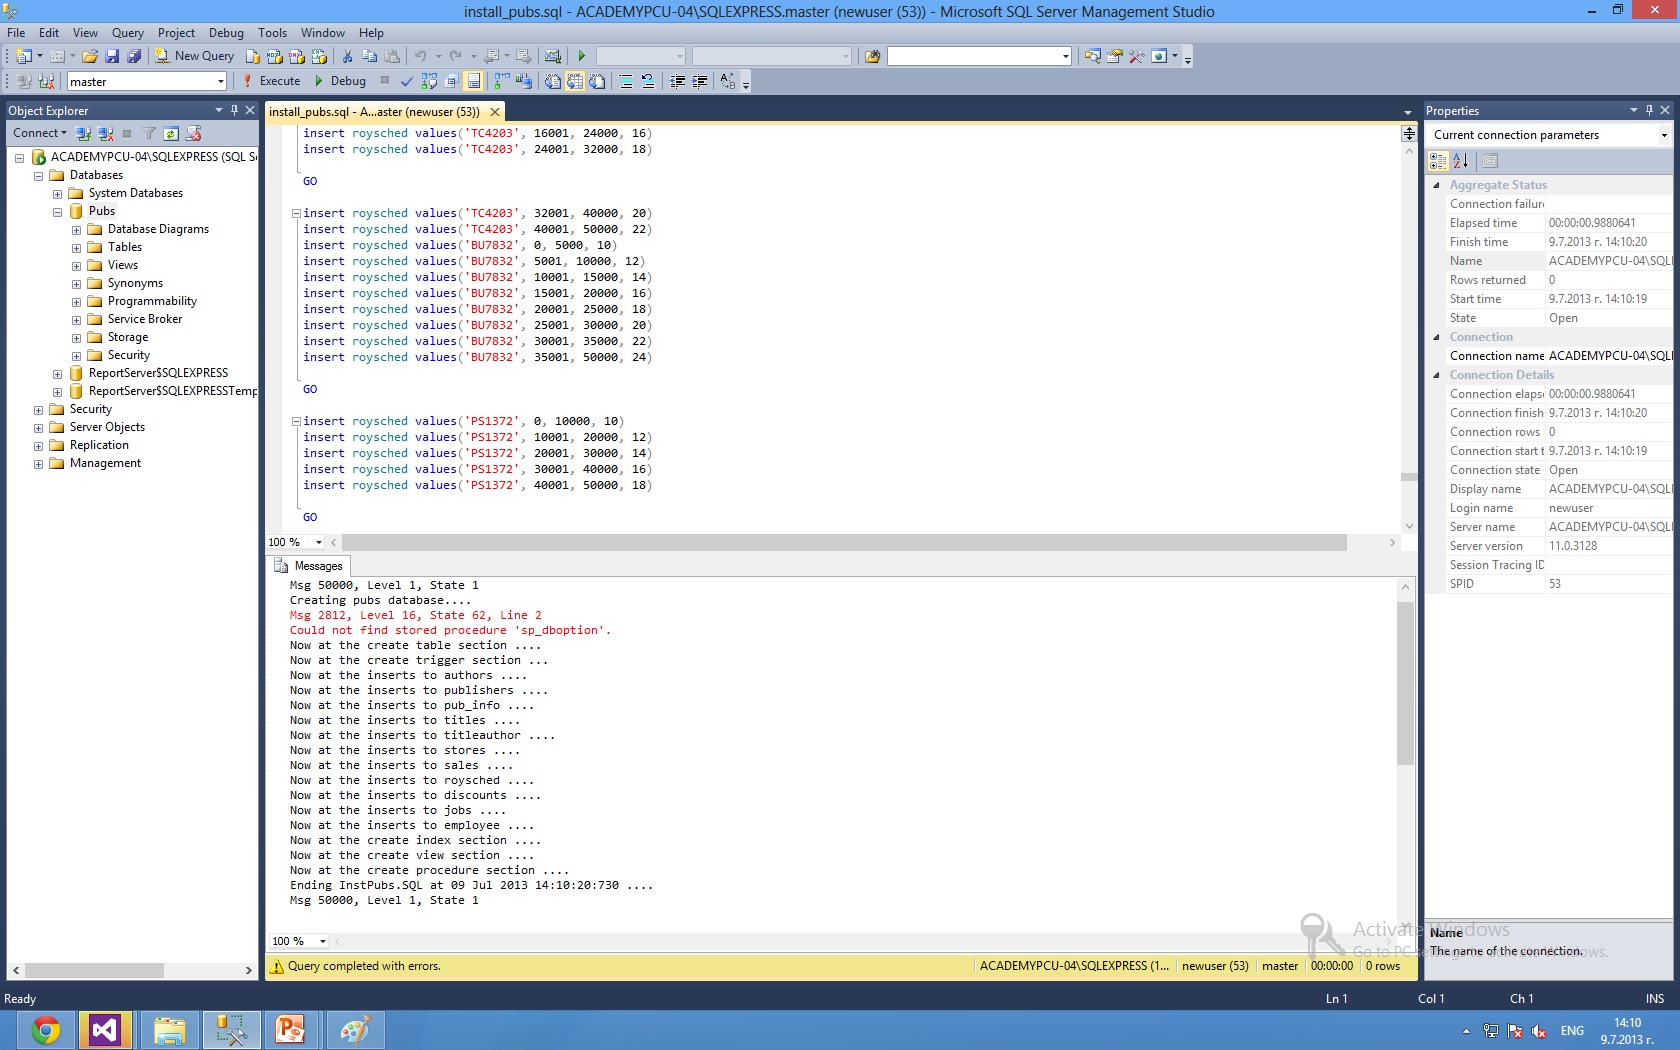 install_pubs.sql - ACADEMYPCU-04\SQLEXPRESS.master (newuser (53)) - Microsoft SQL Server Management Studio
File Edit View Query Project Debug Tools Window Help
New Query
master Execute Debug
Object Explorer
Connect
ACADEMYPCU-04\SQLEXPRESS (SQL S
Databases
System Databases
Pubs
Database Diagrams
Tables
Views
Synonyms
Programmability
Service Broker
Storage
Security
ReportServer$SQLEXPRESS
ReportServer$SQLEXPRESSTemp
Security
Server Objects
Replication
Management
install_pubs.sql - A...aster (newuser (53))
insert roysched values('TC4203', 16001, 24000, 16)
insert roysched values('TC4203', 24001, 32000, 18)
GO
insert roysched values('TC4203', 32001, 40000, 20)
insert roysched values('TC4203', 40001, 50000, 22)
insert roysched values('BU7832', 0, 5000, 10)
insert roysched values('BU7832', 5001, 10000, 12)
insert roysched values('BU7832', 10001, 15000, 14)
insert roysched values('BU7832', 15001, 20000, 16)
insert roysched values('BU7832', 20001, 25000, 18)
insert roysched values('BU7832', 25001, 30000, 20)
insert roysched values('BU7832', 30001, 35000, 22)
insert roysched values('BU7832', 35001, 50000, 24)
GO
insert roysched values('PS1372', 0, 10000, 10)
insert roysched values('PS1372', 10001, 20000, 12)
insert roysched values('PS1372', 20001, 30000, 14)
insert roysched values('PS1372', 30001, 40000, 16)
insert roysched values('PS1372', 40001, 50000, 18)
GO
100 %
Messages
Msg 50000, Level 1, State 1
Creating pubs database....
Msg 2812, Level 16, State 62, Line 2
Could not find stored procedure 'sp_dboption'.
Now at the create table section ....
Now at the create trigger section ...
Now at the inserts to authors ....
Now at the inserts to publishers ....
Now at the inserts to pub_info ....
Now at the inserts to titles ....
Now at the inserts to titleauthor ....
Now at the inserts to stores ....
Now at the inserts to sales ....
Now at the inserts to roysched ....
Now at the inserts to discounts ....
Now at the inserts to jobs ....
Now at the inserts to employee ....
Now at the create index section ....
Now at the create view section ....
Now at the create procedure section ....
Ending InstPubs.SQL at 09 Jul 2013 14:10:20:730 ....
Msg 50000, Level 1, State 1
100 %
Query completed with errors. ACADEMYPCU-04\SQLEXPRESS (1... newuser (53) master 00:00:00 0 rows
Properties
Current connection parameters
Aggregate Status
Connection failur
Elapsed time 00:00:00.9880641
Finish time 9.7.2013 г. 14:10:20
Name ACADEMYPCU-04\SQLI
Rows returned 0
Start time 9.7.2013 г. 14:10:19
State Open
Connection
Connection name ACADEMYPCU-04\SQLI
Connection Details
Connection elaps 00:00:00.9880641
Connection finish 9.7.2013 г. 14:10:20
Connection rows 0
Connection start t 9.7.2013 г. 14:10:19
Connection state Open
Display name ACADEMYPCU-04\SQLI
Login name newuser
Server name ACADEMYPCU-04\SQLI
Server version 11.0.3128
Session Tracing ID
SPID 53
Name
The name of the connection.
Activate Windows
Go to PC settings to activate Windows.
Ready Ln 1 Col 1 Ch 1 INS
ENG 14:10
9.7.2013 г.